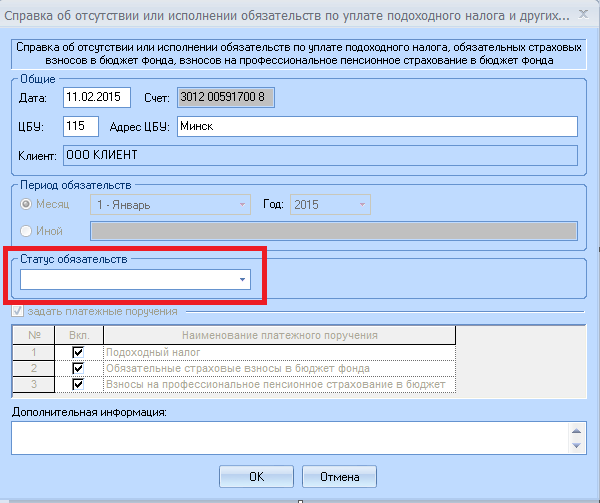 Справка об отсутствии или исполнении обязательств по уплате подоходного налога и других...
Справка об отсутствии или исполнении обязательств по уплате подоходного налога, обязательных страховых
взносов в бюджет фонда, взносов на профессиональное пенсионное страхование в бюджет фонда
Общие
Дата: 11.02.2015 Счет: 3012 00591700 8
ЦБУ: 115 Адрес ЦБУ: Минск
Клиент: ООО КЛИЕНТ
Период обязательств
Месяц 1 - Январь Год: 2015
Иной
Статус обязательств
задать платежные поручения
№ Вкл. Наименование платежного поручения
1 Подоходный налог
2 Обязательные страховые взносы в бюджет фонда
3 Взносы на профессиональное пенсионное страхование в бюджет
Дополнительная информация:
OK Отмена